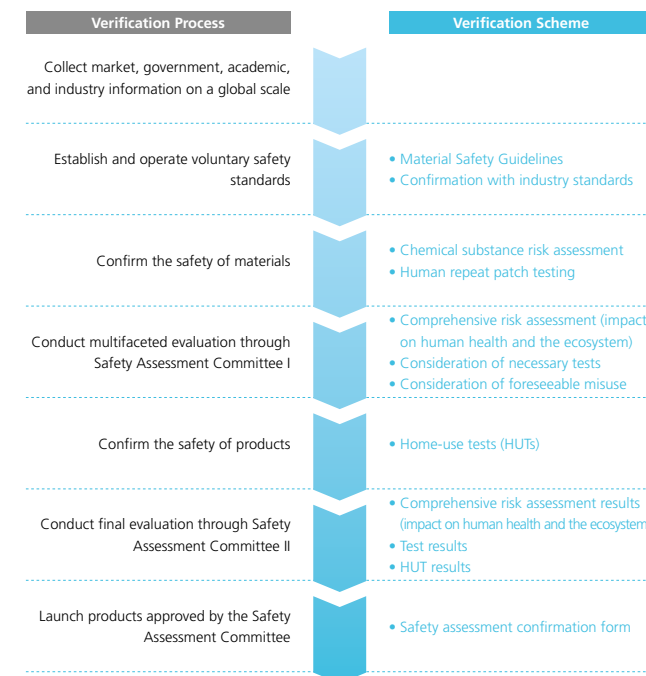 Verification Process
Verification Scheme
Collect market, government, academic,
and industry information on a global scale
Establish and operate voluntary safety
standards
• Material Safety Guidelines
• Confirmation with industry standards
Confirm the safety of materials
• Chemical substance risk assessment
• Human repeat patch testing
Conduct multifaceted evaluation through
Safety Assessment Committee I
• Comprehensive risk assessment (impact
on human health and the ecosystem)
• Consideration of necessary tests
• Consideration of foreseeable misuse
Confirm the safety of products
• Home-use tests (HUTs)
Conduct final evaluation through Safety
Assessment Committee II
• Comprehensive risk assessment results
(impact on human health and the ecosystem
• Test results
• HUT results
Launch products approved by the Safety
Assessment Committee
• Safety assessment confirmation form